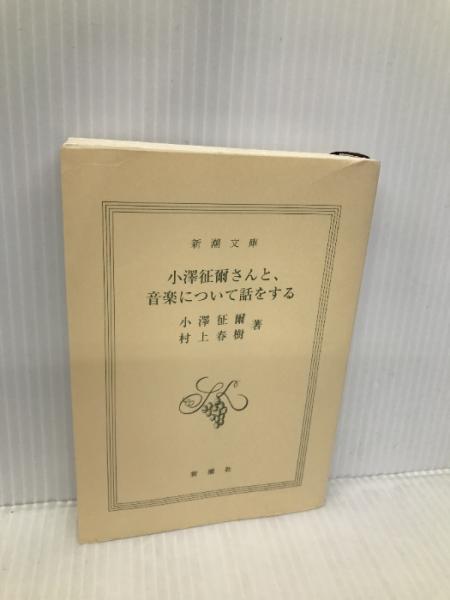 新潮文庫
小澤征爾さんと、
音楽について話をする
小澤征爾
村上春樹 著
新潮社